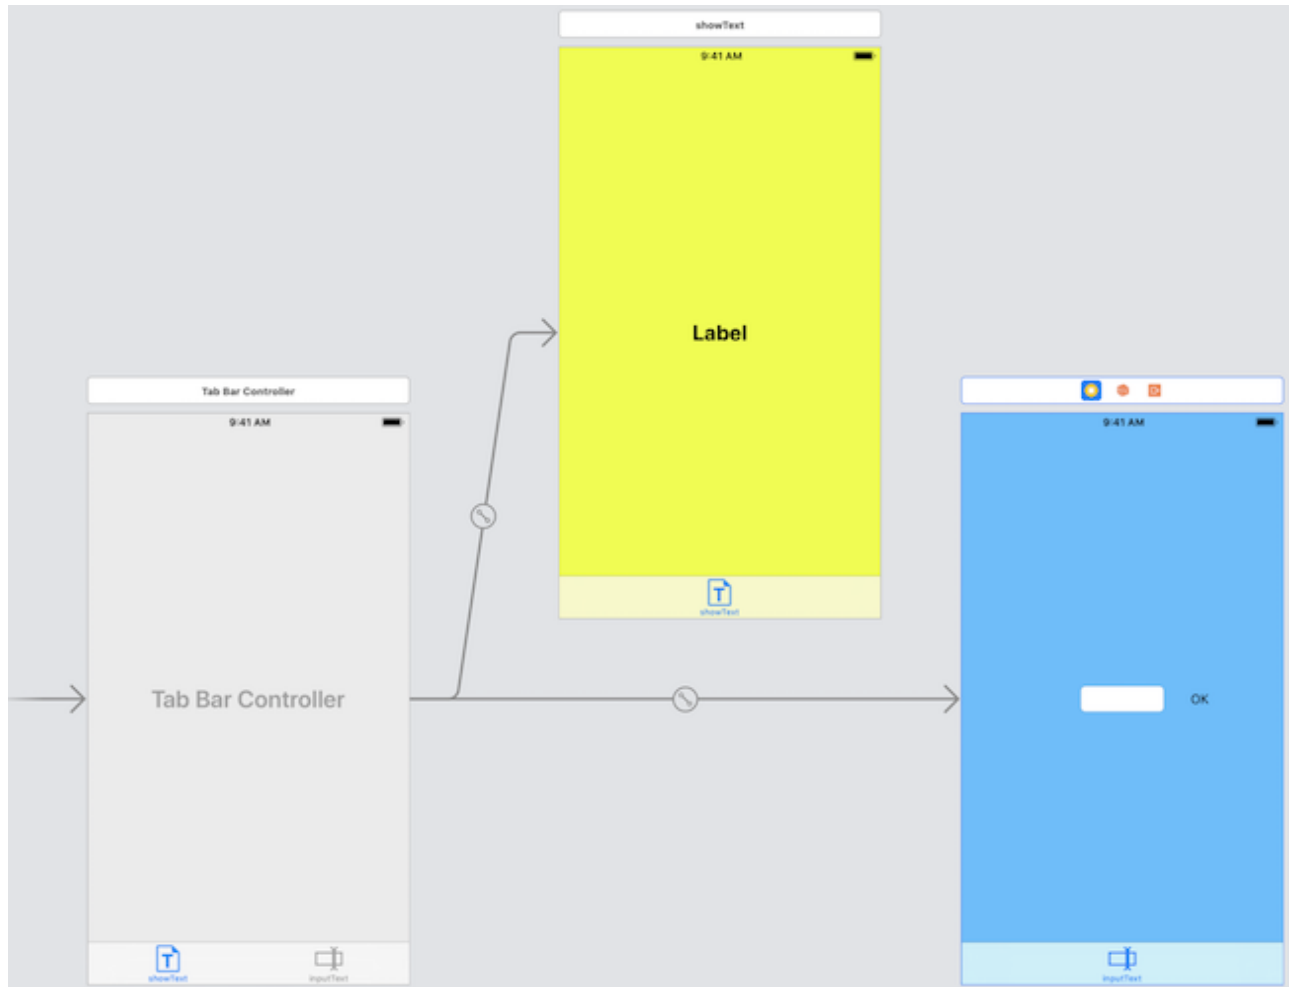 showText
9:41 AM
Label
showText
Tab Bar Controller
9:41 AM
Tab Bar Controller
showText
inputText
9:41 AM
OK
inputText